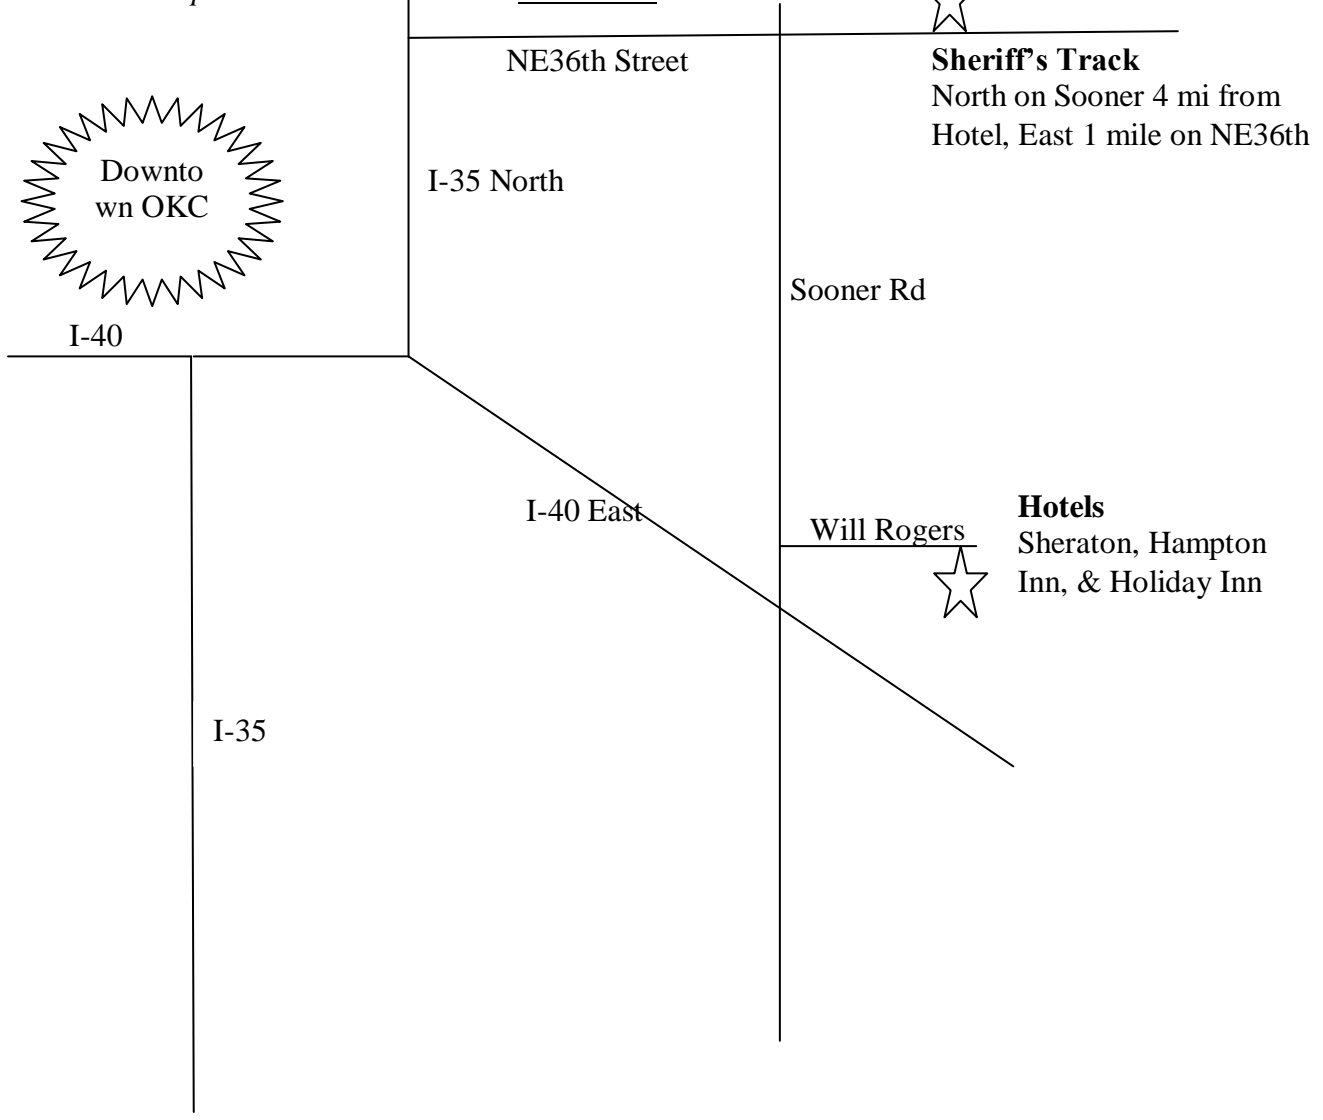 NE36th Street
Sheriff's Track
North on Sooner 4 mi from
Hotel, East 1 mile on NE36th
Downto
wn OKC
I-35 North
Sooner Rd
I-40
I-40 East
Will Rogers
Hotels
Sheraton, Hampton
Inn, & Holiday Inn
I-35